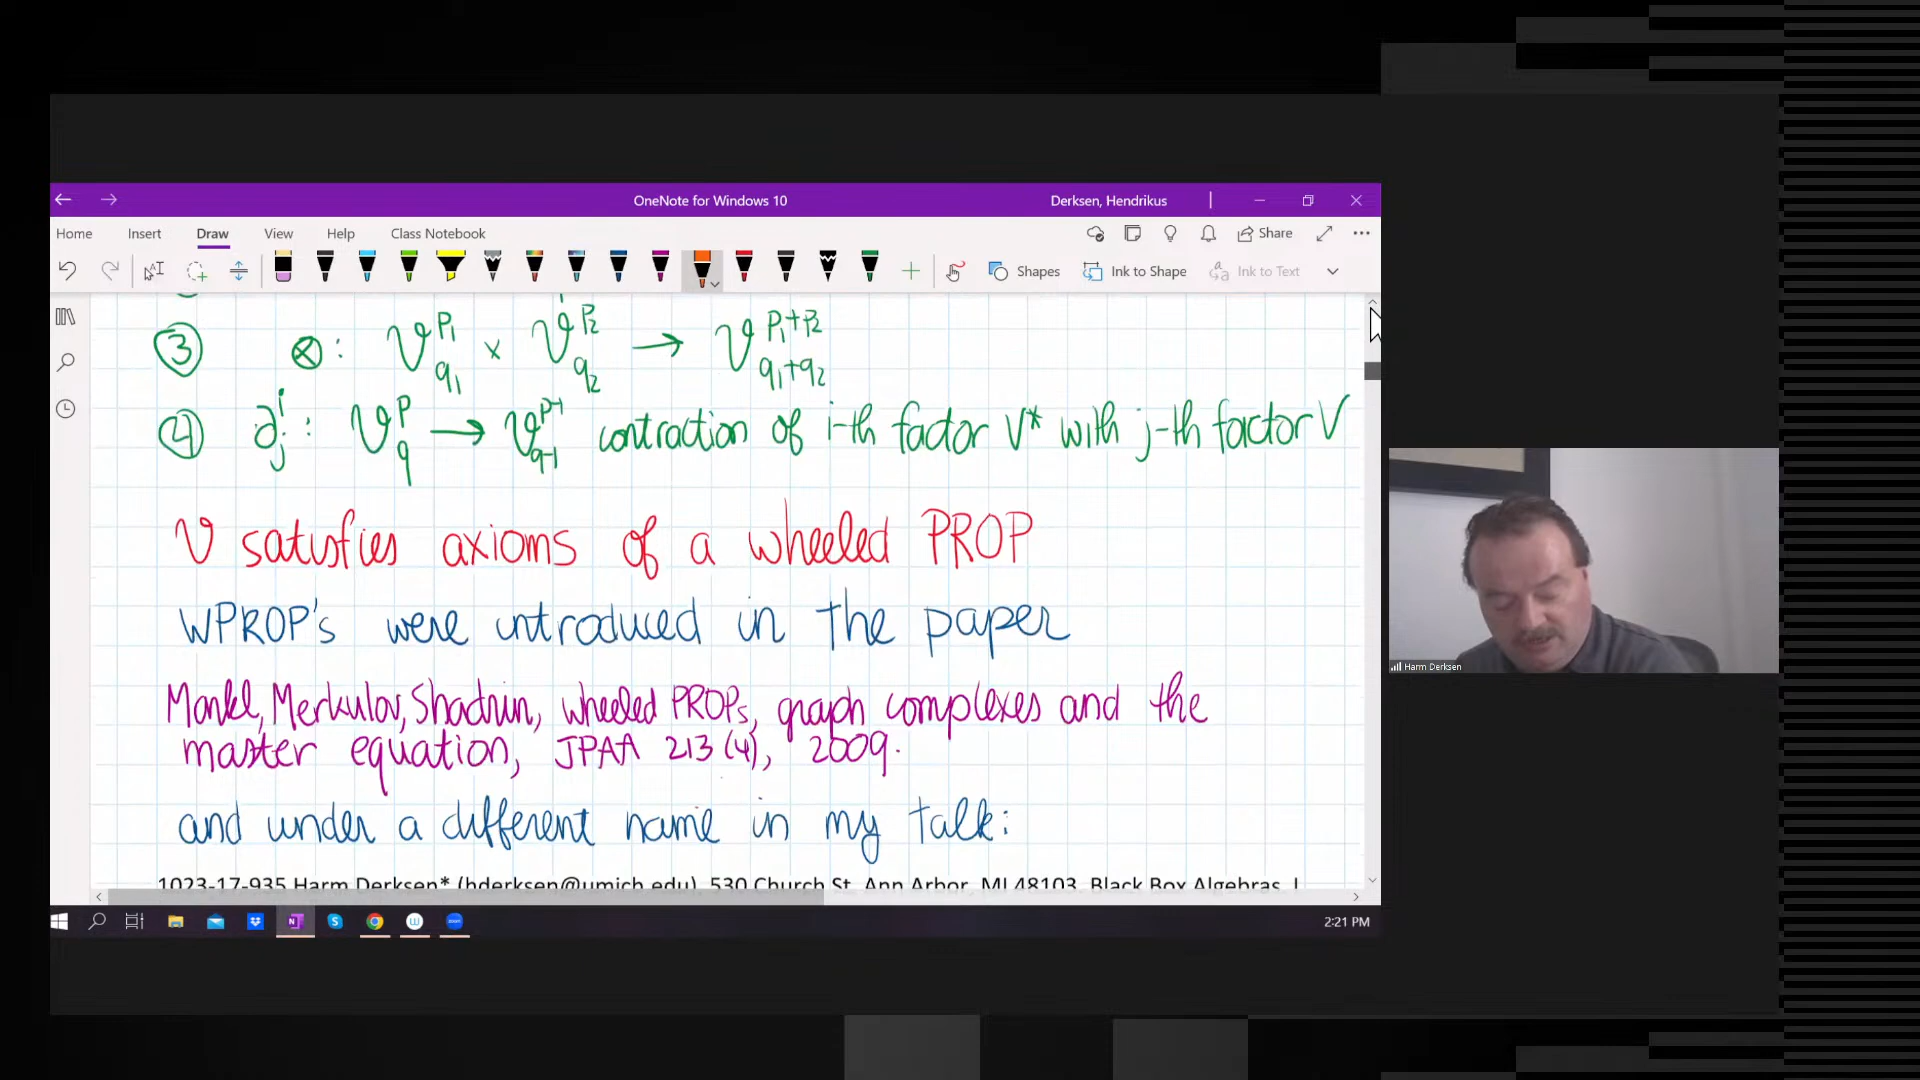 OneNote for Windows 10
Derksen, Hendrikus
Home Insert Draw View Help Class Notebook
Share
Shapes Ink to Shape Ink to Text
③ ⊗: 𝒱^{p₁}_{q₁} × 𝒱^{p₂}_{q₂} → 𝒱^{p₁+p₂}_{q₁+q₂}
④ ∂^i_j: 𝒱^p_q → 𝒱^{p-1}_{q-1} contraction of i-th factor V* with j-th factor V
𝒱 satisfies axioms of a wheeled PROP
WPROP's were introduced in the paper
Markl, Merkulov, Shadrin, wheeled PROPs, graph complexes and the
master equation, JPAA 213 (4), 2009.
and under a different name in my talk:
1023-17-935 Harm Derksen* (hderksen@umich.edu), 530 Church St, Ann Arbor, MI 48103. Black Box Algebras, I
Harm Derksen
2:21 PM